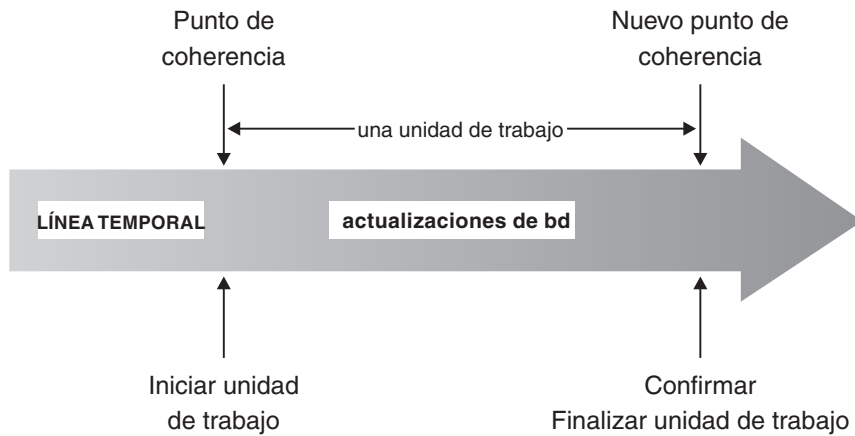 Punto de
coherencia
Nuevo punto de
coherencia
una unidad de trabajo
LÍNEA TEMPORAL
actualizaciones de bd
Iniciar unidad
de trabajo
Confirmar
Finalizar unidad de trabajo